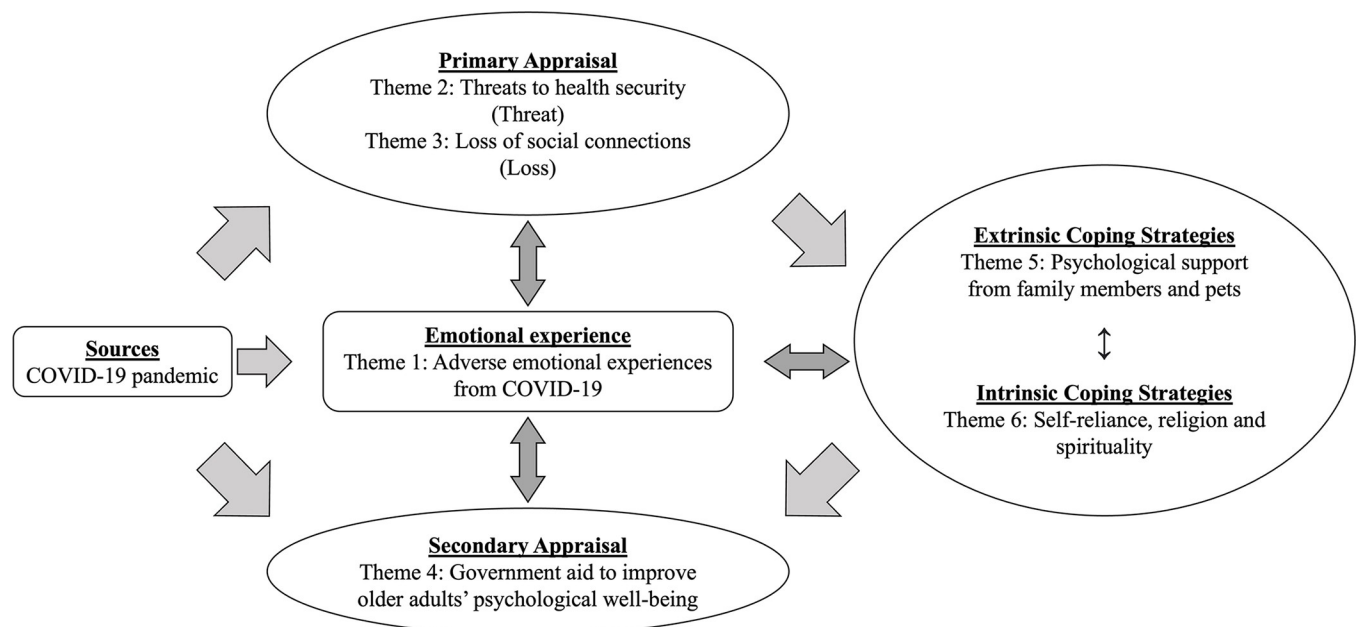 Primary Appraisal
Theme 2: Threats to health security
(Threat)
Theme 3: Loss of social connections
(Loss)
Extrinsic Coping Strategies
Theme 5: Psychological support
from family members and pets
Sources
COVID-19 pandemic
Emotional experience
Theme 1: Adverse emotional experiences
from COVID-19
Intrinsic Coping Strategies
Theme 6: Self-reliance, religion and
spirituality
Secondary Appraisal
Theme 4: Government aid to improve
older adults’ psychological well-being